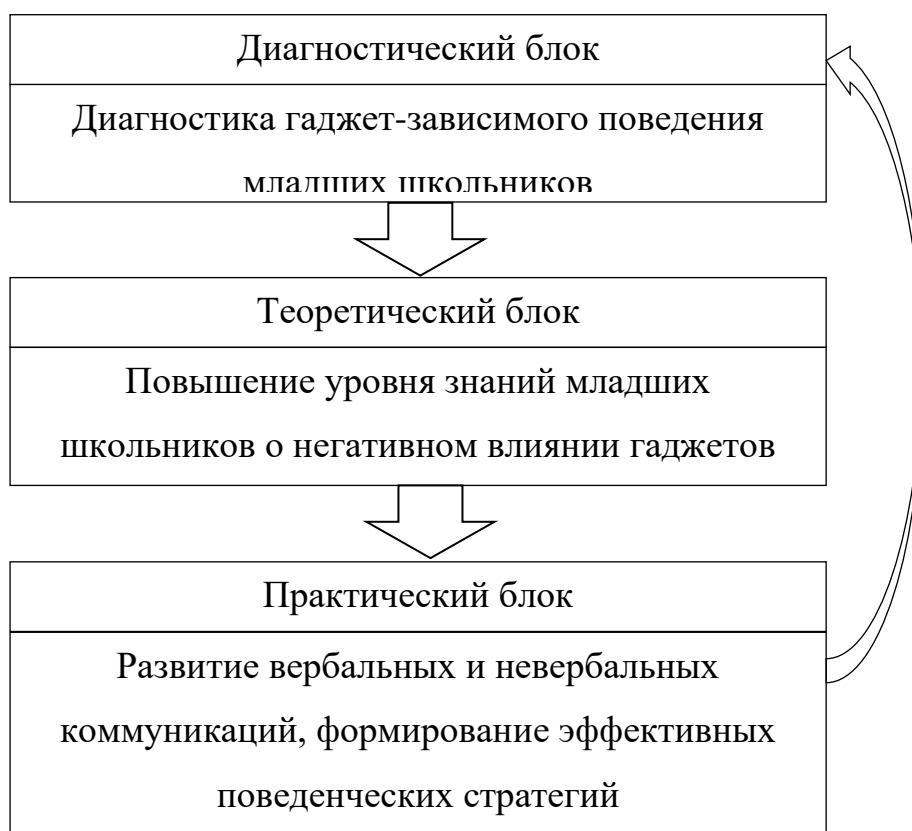 Диагностический блок
Диагностика гаджет-зависимого поведения
младших школьников
Теоретический блок
Повышение уровня знаний младших
школьников о негативном влиянии гаджетов
Практический блок
Развитие вербальных и невербальных
коммуникаций, формирование эффективных
поведенческих стратегий